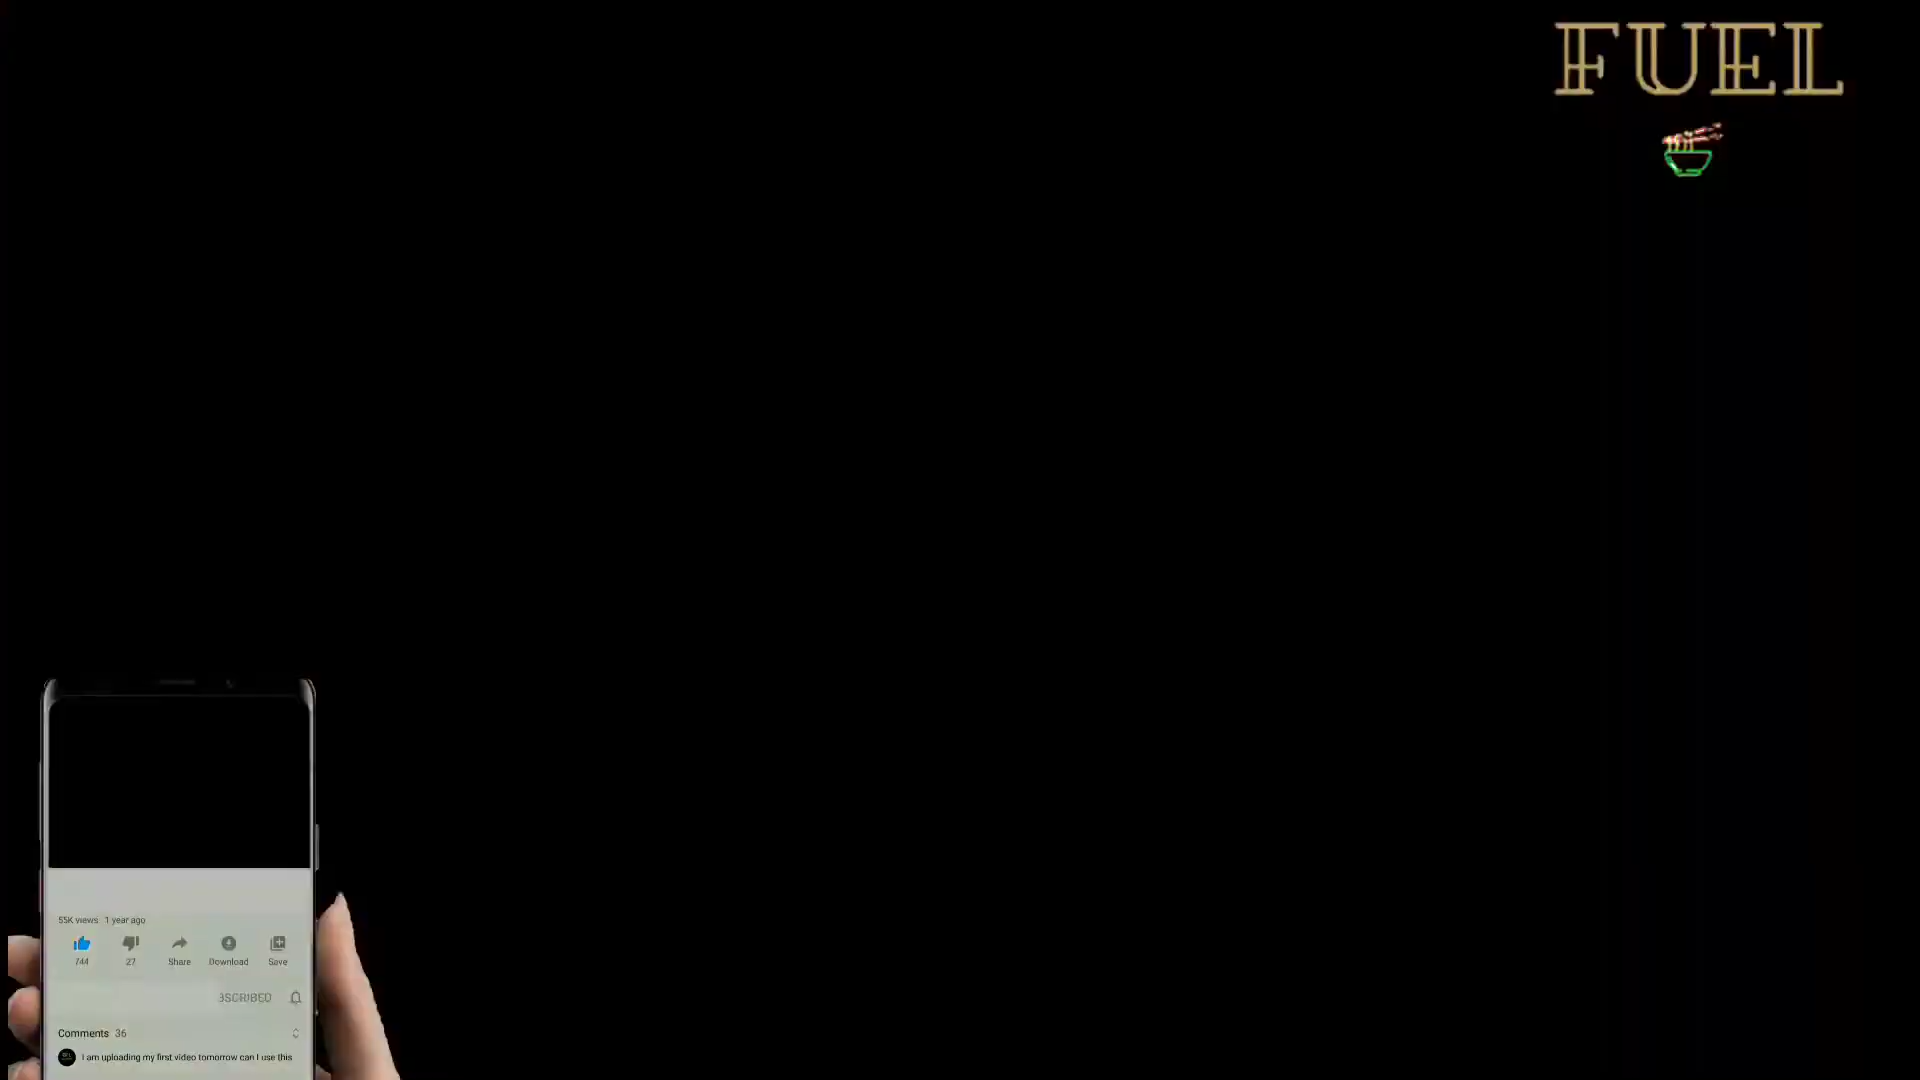 FUEL
55K views 1 year ago
744 27 Share Download Save
BSCRIBED
Comments 36
I am uploading my first video tomorrow can I use this